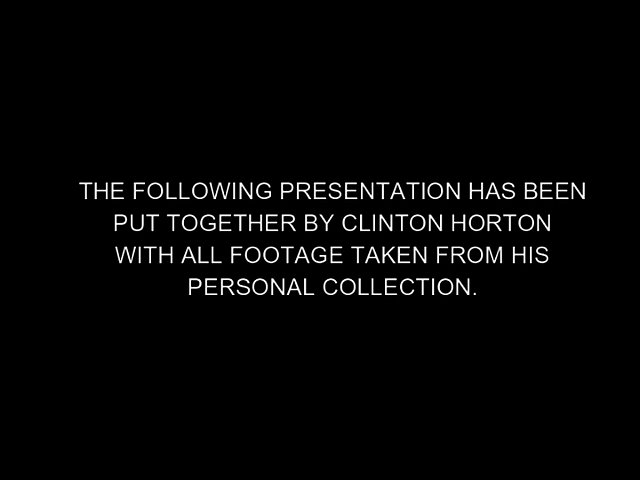 THE FOLLOWING PRESENTATION HAS BEEN
PUT TOGETHER BY CLINTON HORTON
WITH ALL FOOTAGE TAKEN FROM HIS
PERSONAL COLLECTION.